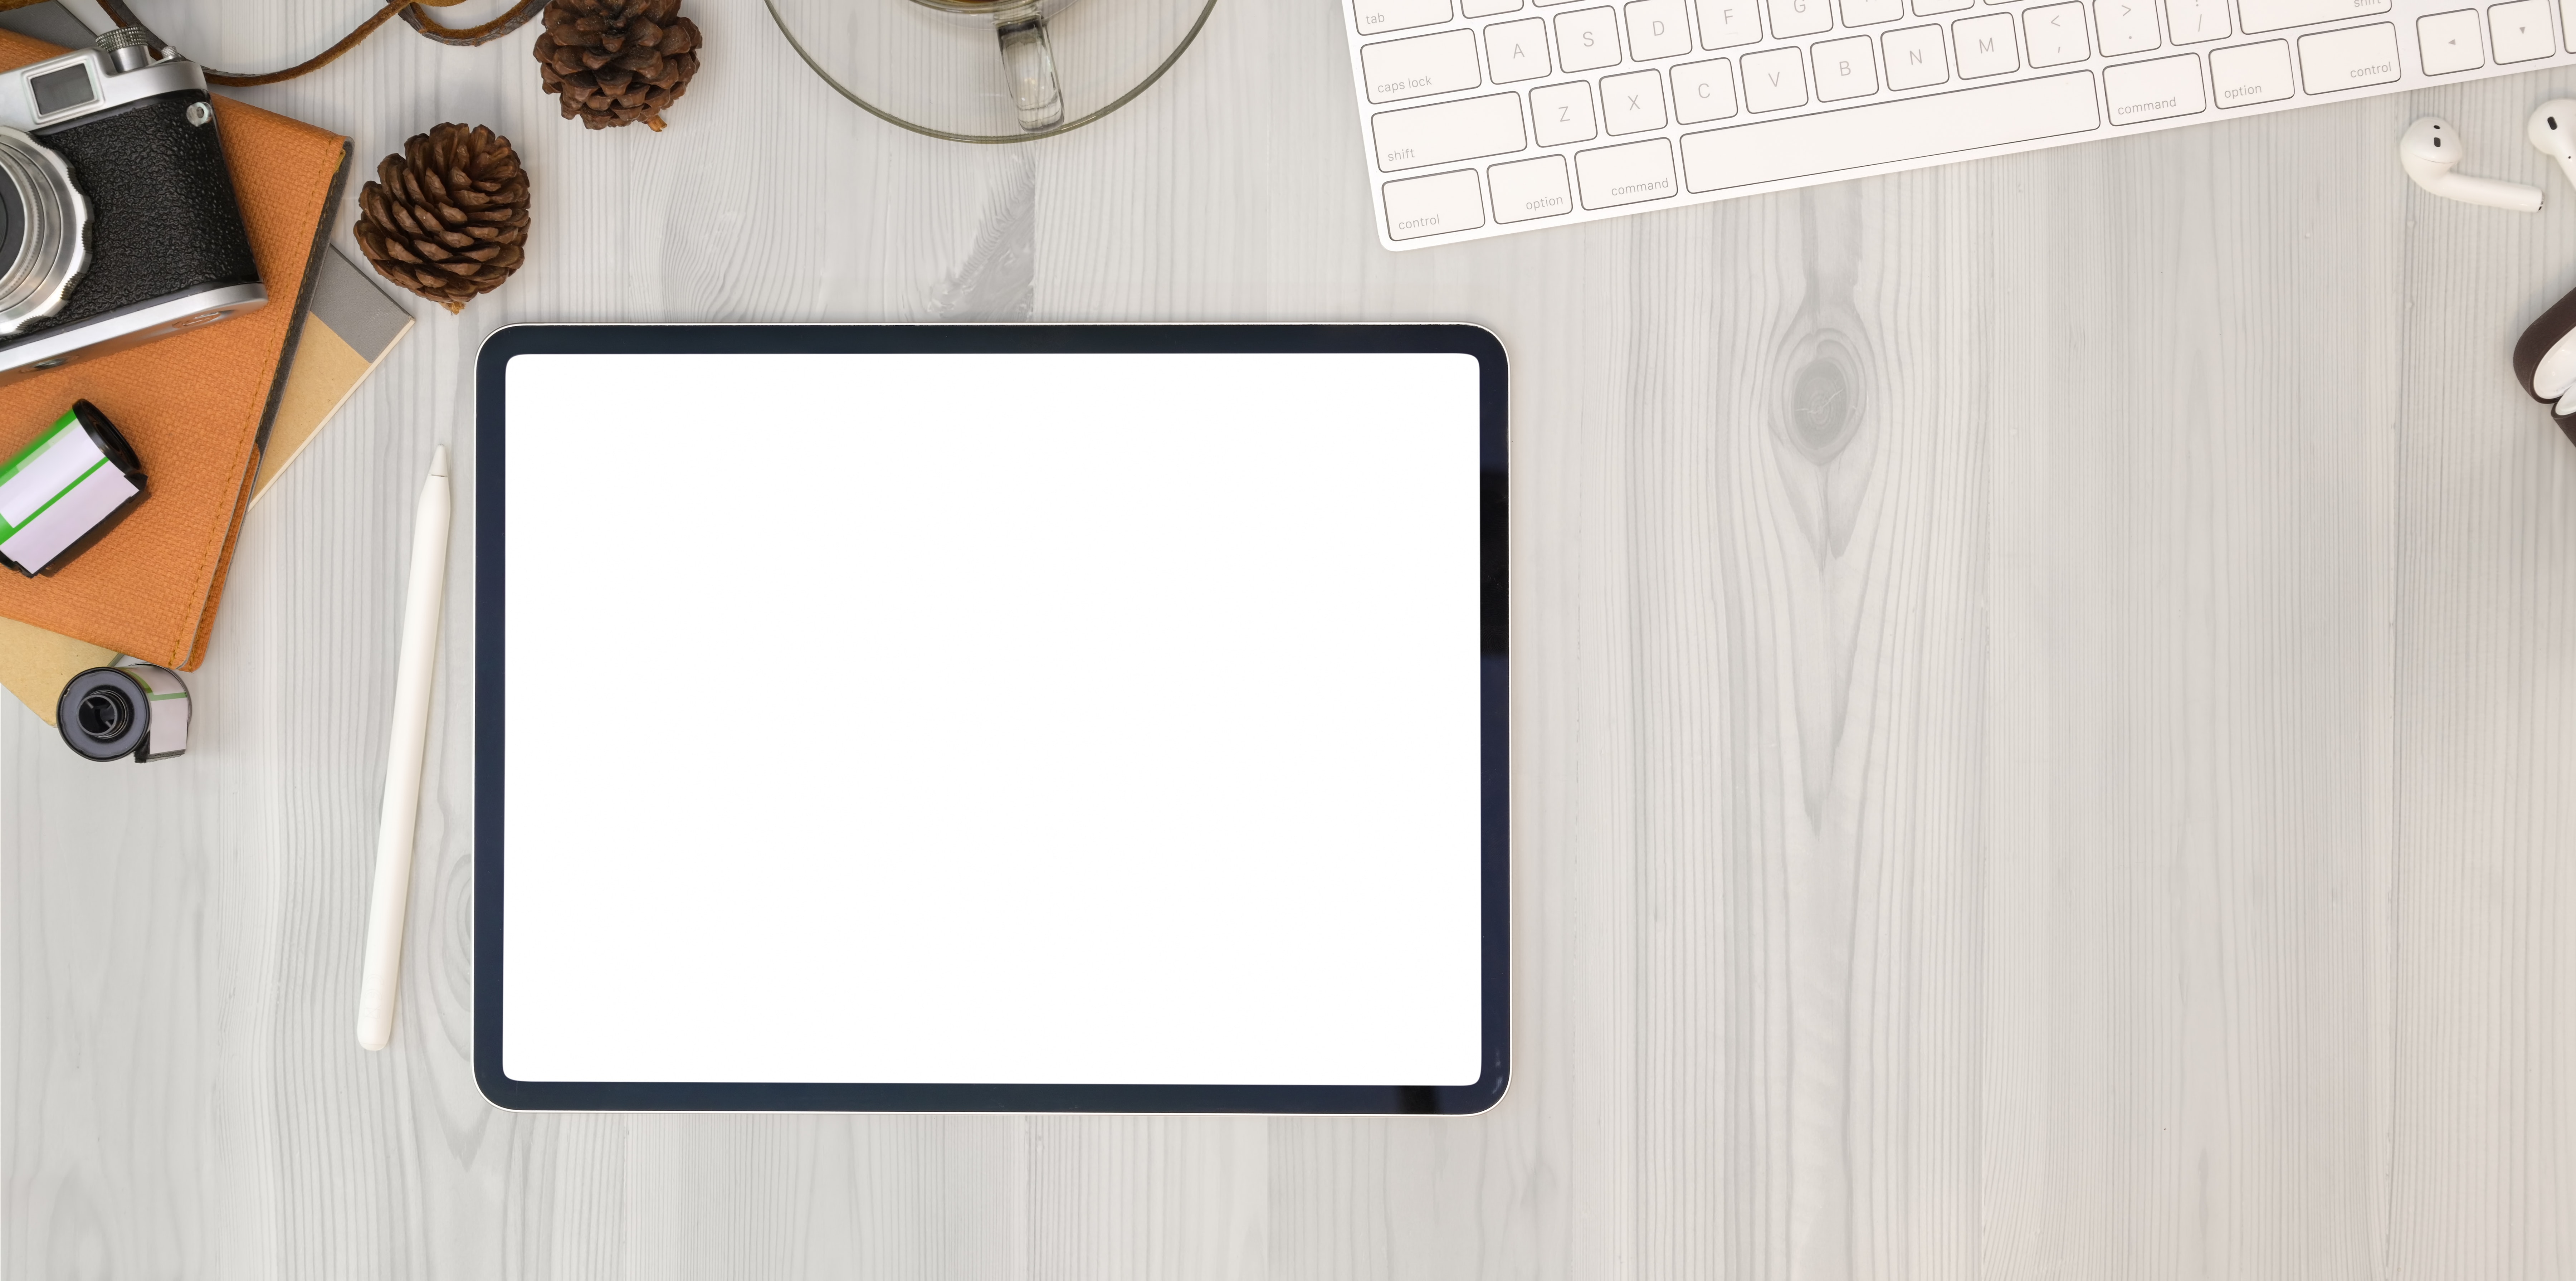 tab
caps lock A S D F G
shift Z X C V B N M < , > . : / shift
control option command command option control ◂ ▾